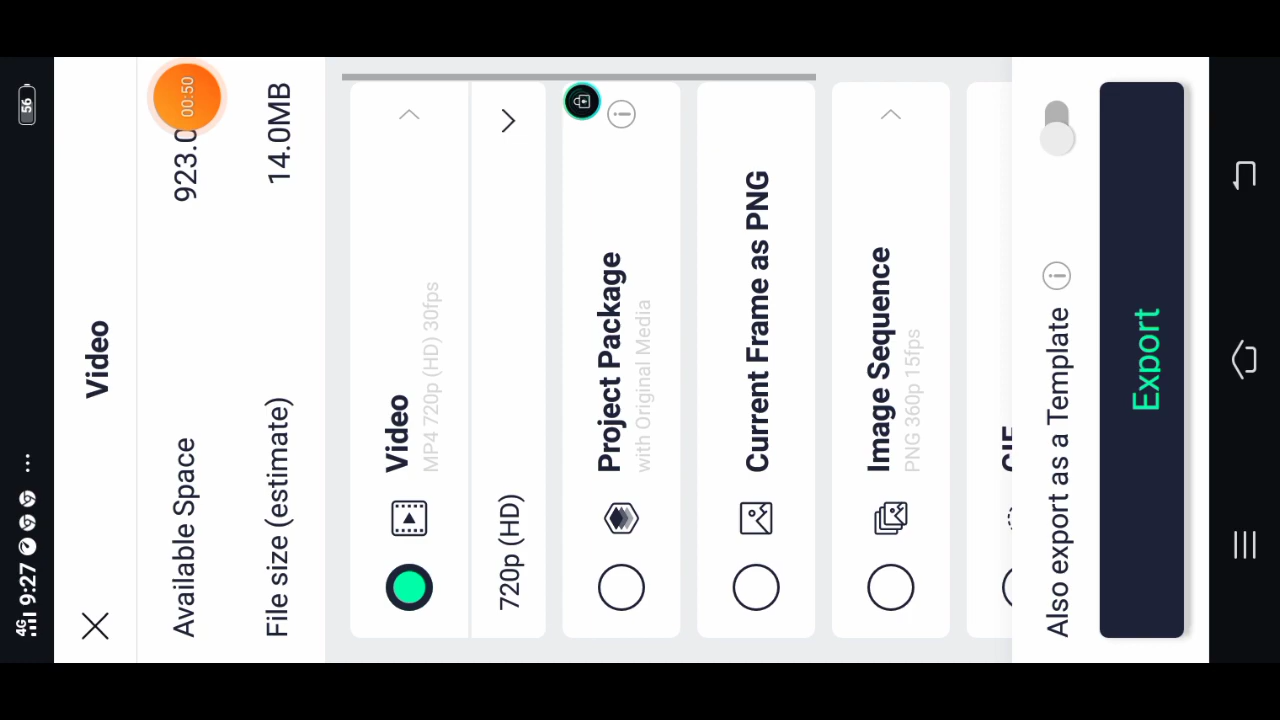 4G 9:27 ... 56
Video
Available Space 923.0
00:50
File size (estimate) 14.0MB
Video
MP4 720p (HD) 30fps
720p (HD)
Project Package
with Original Media
Current Frame as PNG
Image Sequence
PNG 360p 15fps
GIF
Also export as a Template
Export